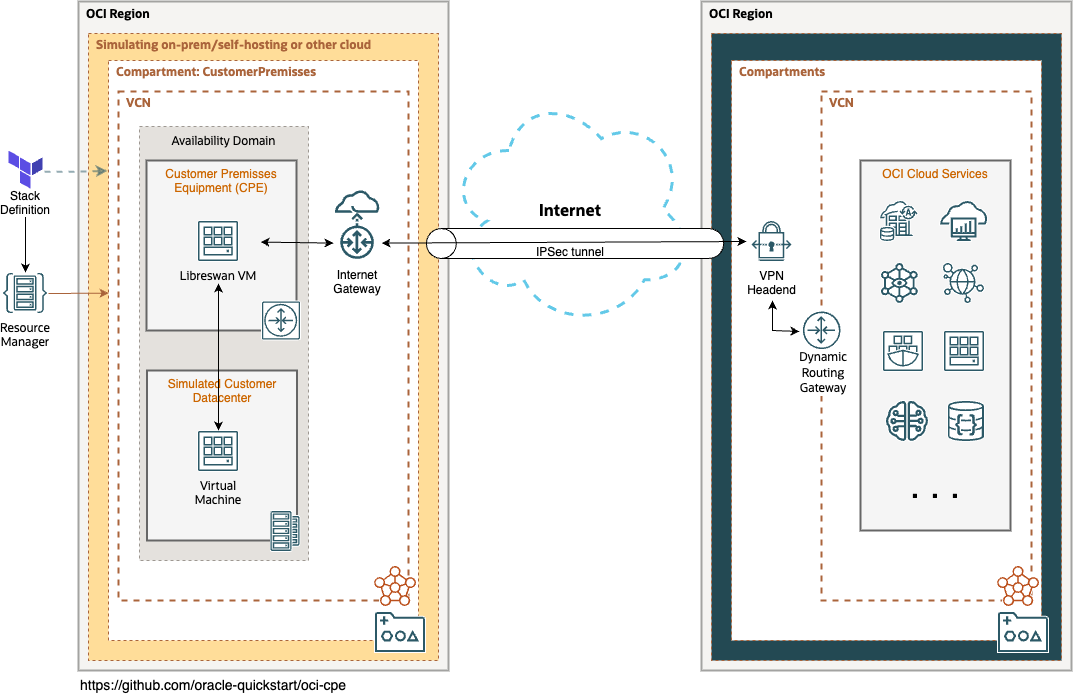 OCI Region
Simulating on-prem/self-hosting or other cloud
Compartment: CustomerPremisses
VCN
Availability Domain
Customer Premisses
Equipment (CPE)
Libreswan VM
Internet
Gateway
Simulated Customer
Datacenter
Virtual
Machine
Stack
Definition
Resource
Manager
Internet
IPSec tunnel
OCI Region
Compartments
VCN
VPN
Headend
Dynamic
Routing
Gateway
OCI Cloud Services
A
. . .
https://github.com/oracle-quickstart/oci-cpe